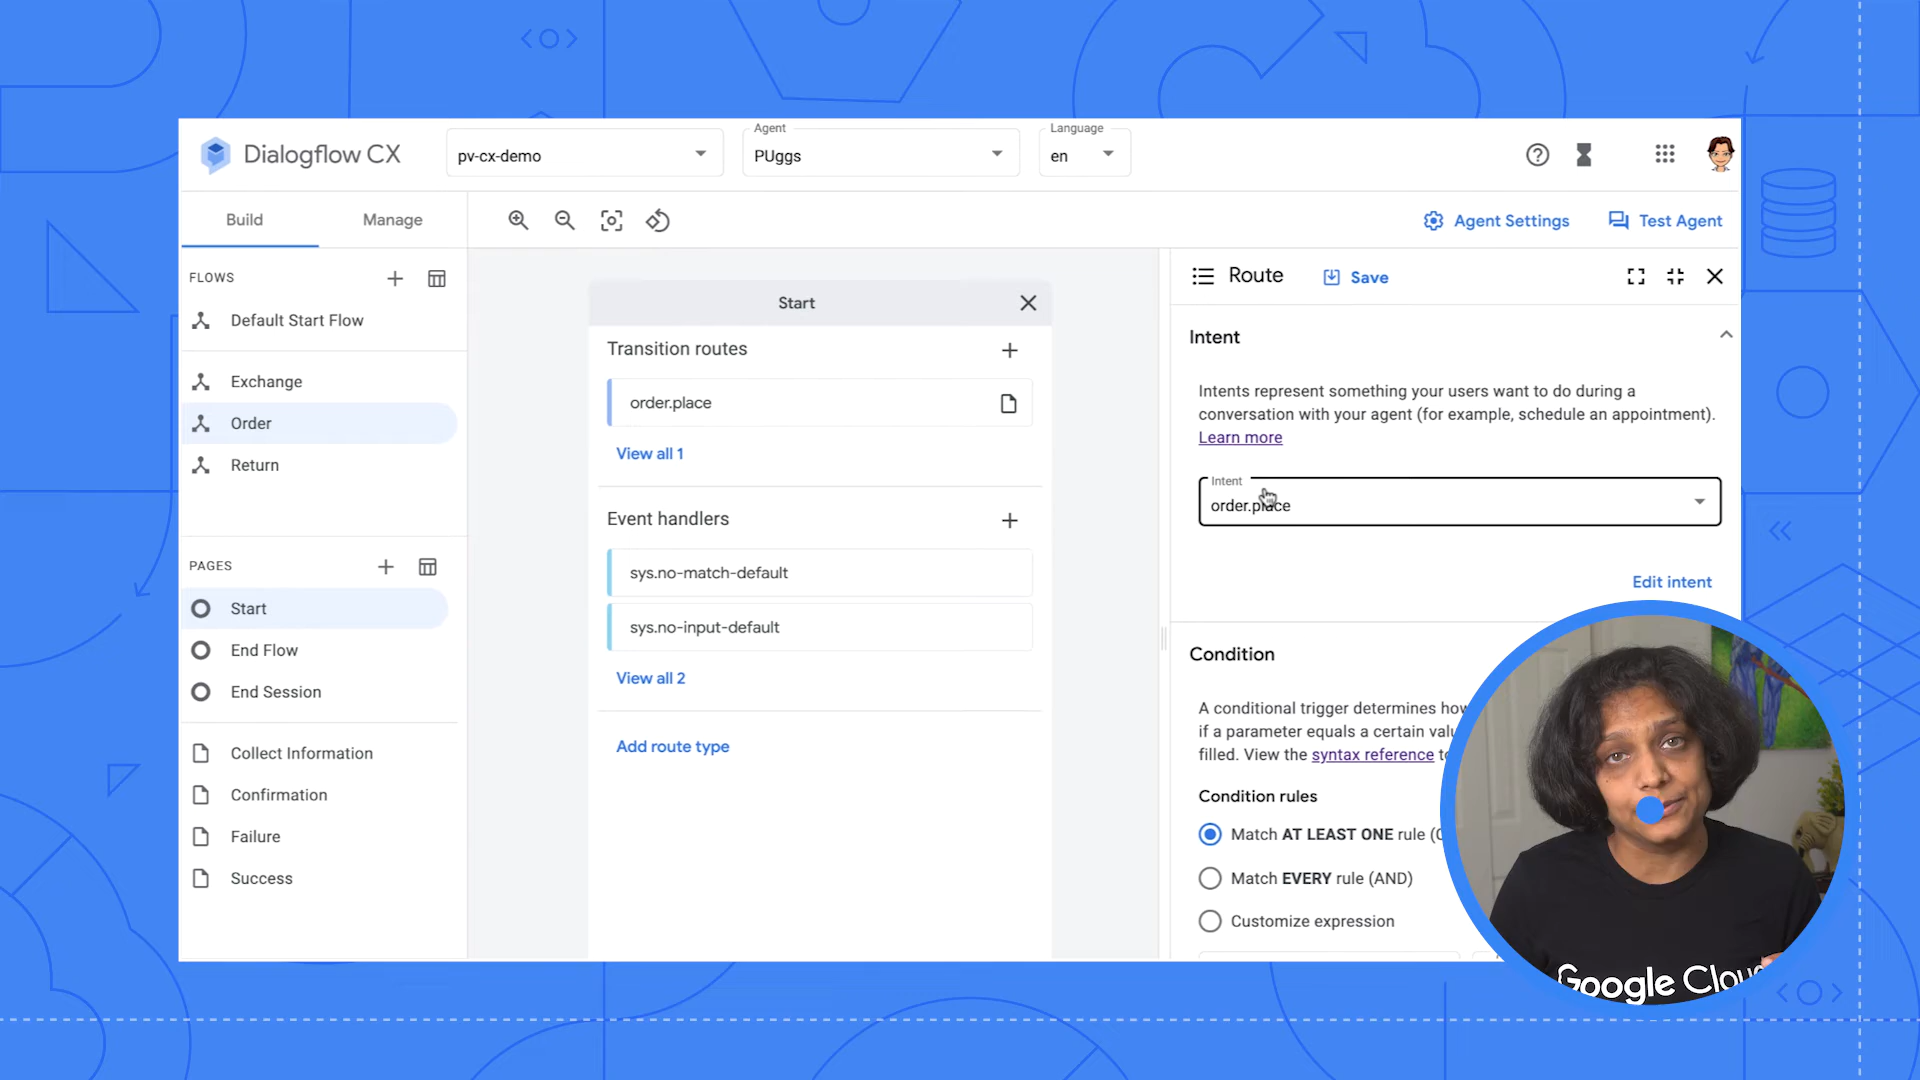 Dialogflow CX
pv-cx-demo
Agent
PUggs
Language
en
Build
Manage
Agent Settings
Test Agent
FLOWS
Default Start Flow
Exchange
Order
Return
PAGES
Start
End Flow
End Session
Collect Information
Confirmation
Failure
Success
Start
Transition routes
order.place
View all 1
Event handlers
sys.no-match-default
sys.no-input-default
View all 2
Add route type
Route
Save
Intent
Intents represent something your users want to do during a
conversation with your agent (for example, schedule an appointment).
Learn more
Intent
order.place
Edit intent
Condition
A conditional trigger determines how
if a parameter equals a certain
filled. View the syntax reference
Condition rules
Match AT LEAST ONE rule
Match EVERY rule (AND)
Customize expression
Google Cloud